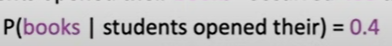 P(books | students opened their) = 0.4